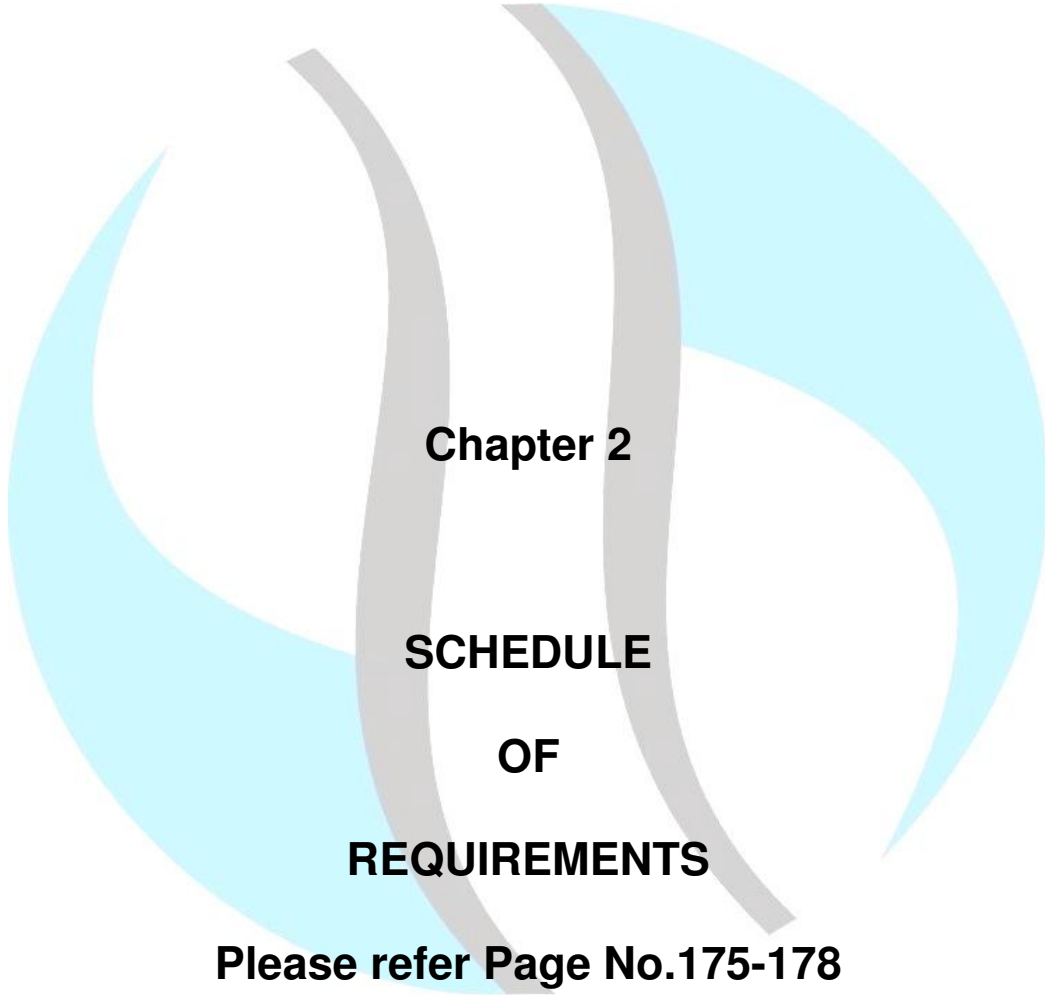 Chapter 2
SCHEDULE
OF
REQUIREMENTS
Please refer Page No.175-178